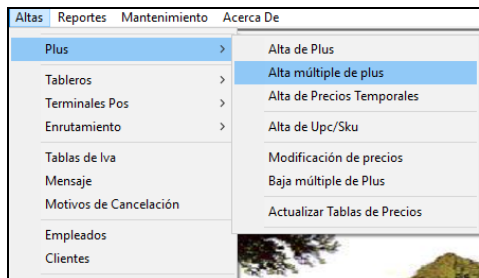 Altas Reportes Mantenimiento Acerca De
Plus >
Tableros >
Terminales Pos >
Enrutamiento >
Tablas de Iva
Mensaje
Motivos de Cancelación
Empleados
Clientes
Alta de Plus
Alta múltiple de plus
Alta de Precios Temporales
Alta de Upc/Sku
Modificación de precios
Baja múltiple de Plus
Actualizar Tablas de Precios